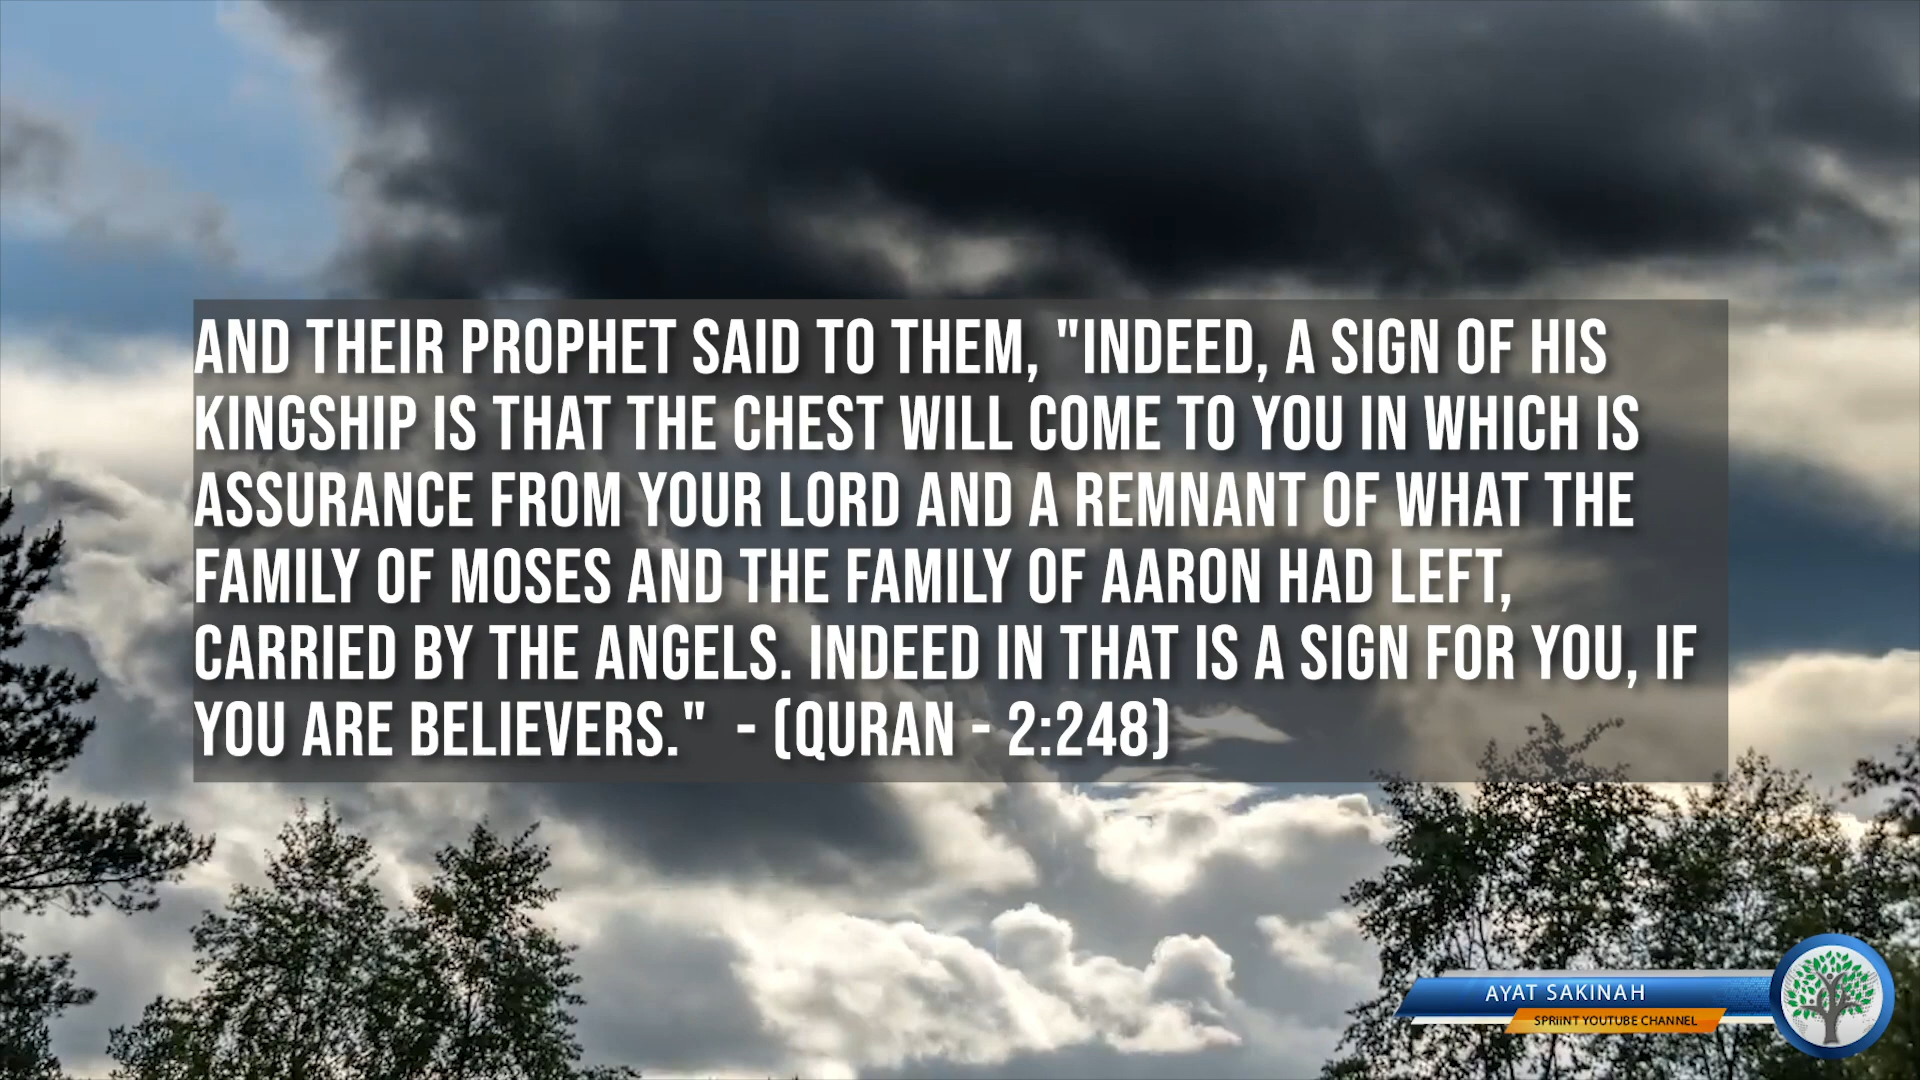 AND THEIR PROPHET SAID TO THEM, "INDEED, A SIGN OF HIS
KINGSHIP IS THAT THE CHEST WILL COME TO YOU IN WHICH IS
ASSURANCE FROM YOUR LORD AND A REMNANT OF WHAT THE
FAMILY OF MOSES AND THE FAMILY OF AARON HAD LEFT,
CARRIED BY THE ANGELS. INDEED IN THAT IS A SIGN FOR YOU, IF
YOU ARE BELIEVERS." - (QURAN - 2:248)
AYAT SAKINAH
SPRiiNT YOUTUBE CHANNEL